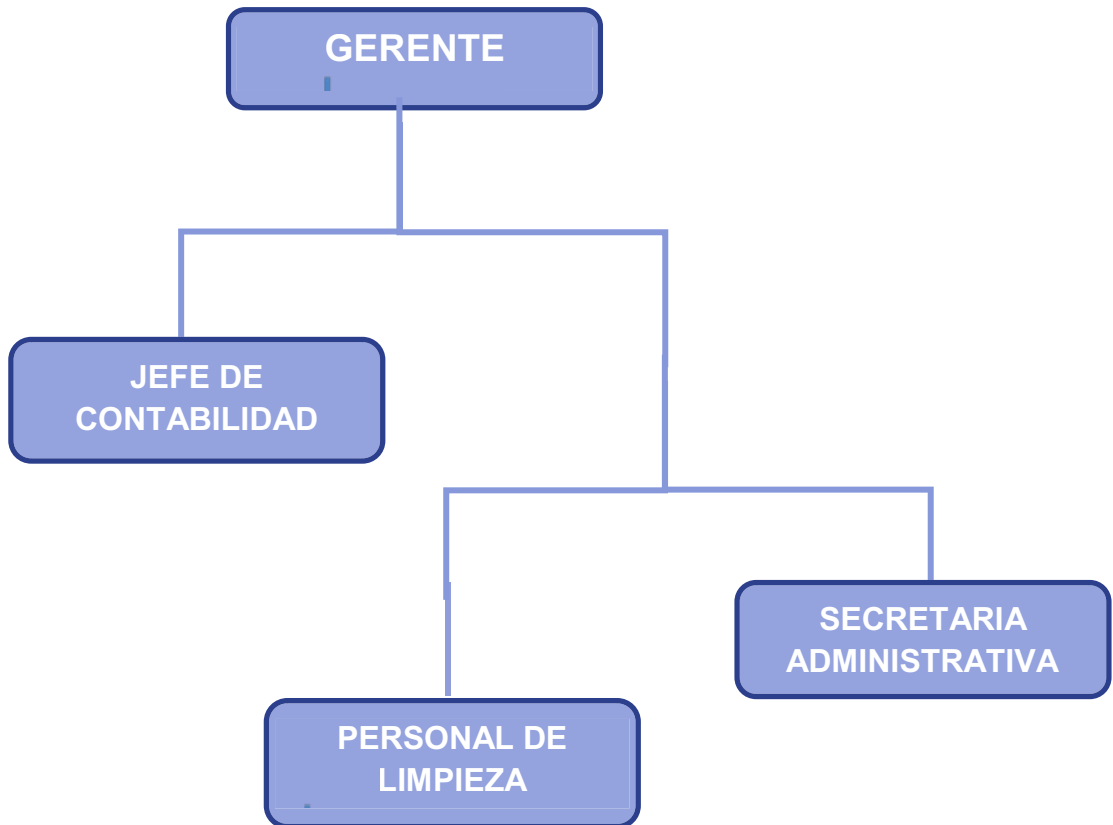 GERENTE
JEFE DE
CONTABILIDAD
SECRETARIA
ADMINISTRATIVA
PERSONAL DE
LIMPIEZA